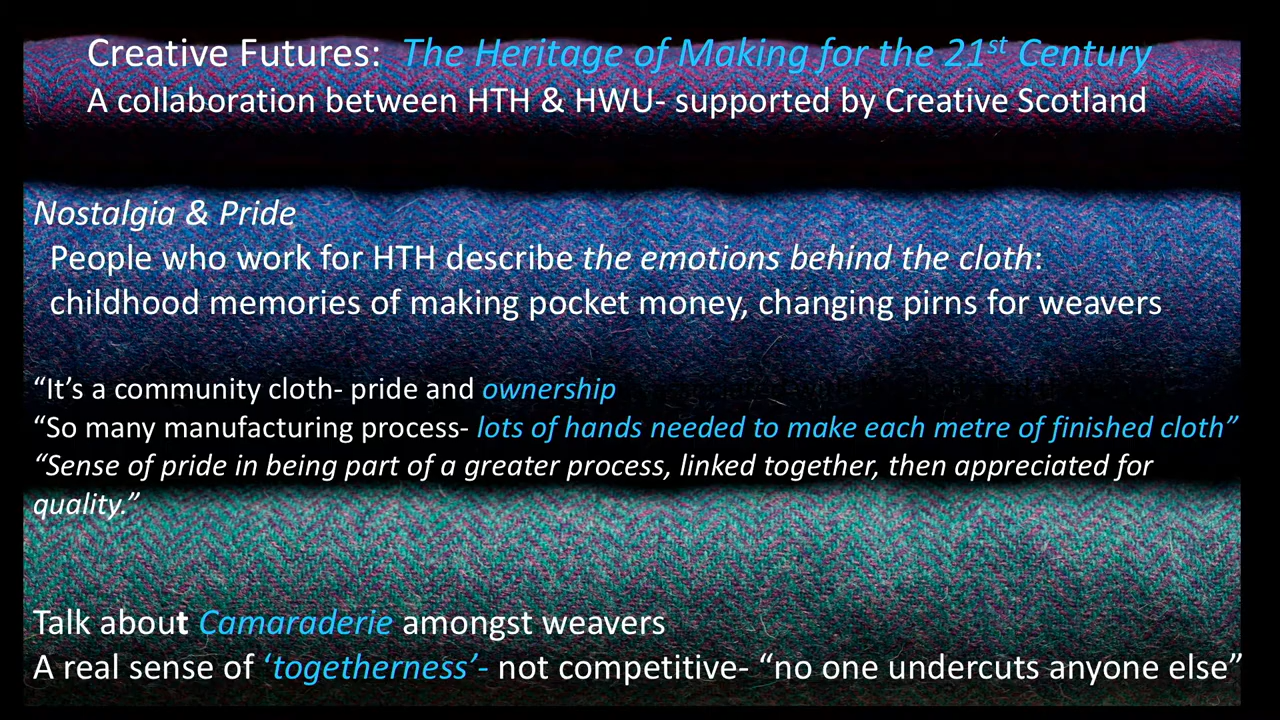 Creative Futures: The Heritage of Making for the 21st Century
A collaboration between HTH & HWU- supported by Creative Scotland
Nostalgia & Pride
People who work for HTH describe the emotions behind the cloth:
childhood memories of making pocket money, changing pirns for weavers
“It’s a community cloth- pride and ownership
“So many manufacturing process- lots of hands needed to make each metre of finished cloth”
“Sense of pride in being part of a greater process, linked together, then appreciated for
quality.”
Talk about Camaraderie amongst weavers
A real sense of ‘togetherness’- not competitive- “no one undercuts anyone else”